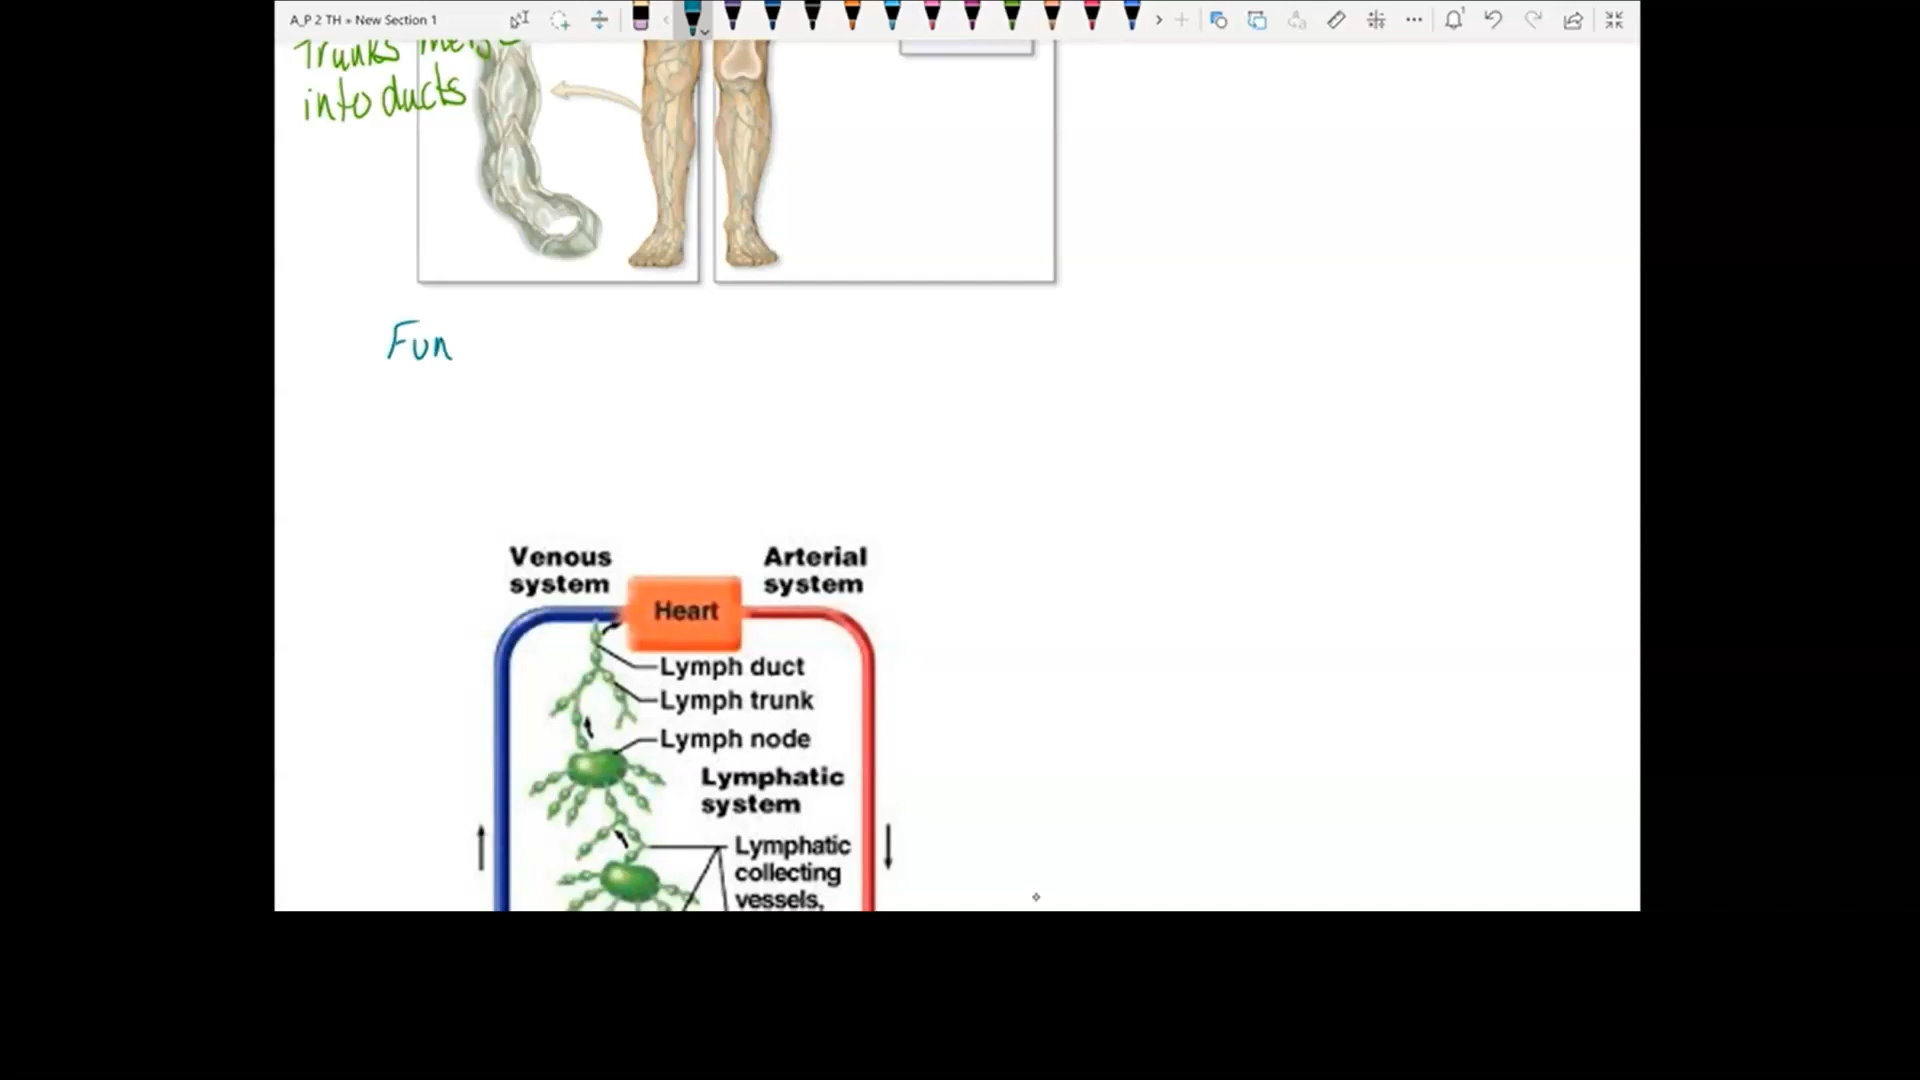 A_P 2 TH » New Section 1
Trunks
into ducts
Fun
Venous
system
Arterial
system
Heart
Lymph duct
Lymph trunk
Lymph node
Lymphatic
system
Lymphatic
collecting
vessels,